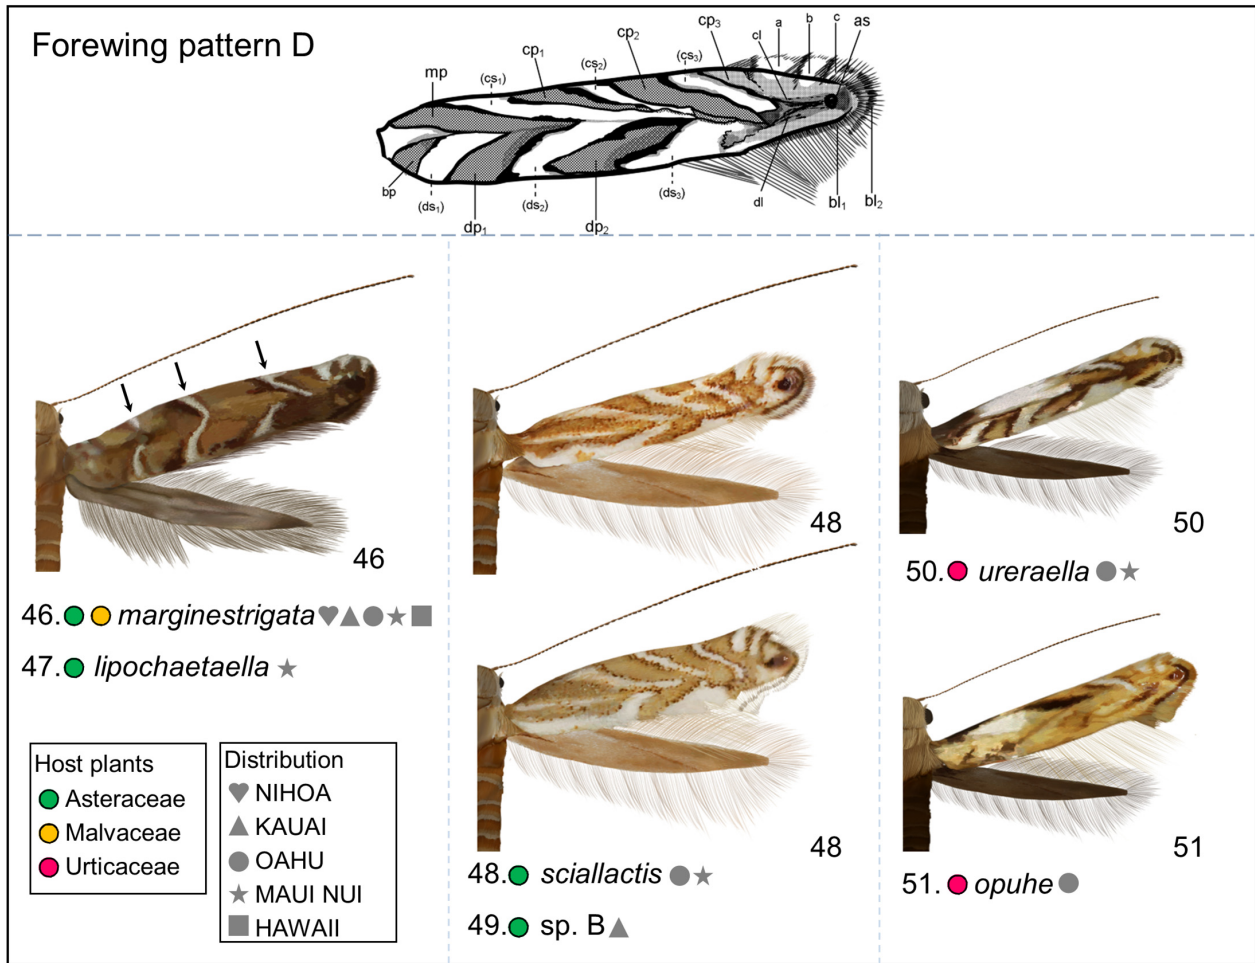 Forewing pattern D
mp
(cs1)
cp1
(cs2)
cp2
(cs3)
cp3
cl
a
b
c
as
bp
(ds1)
dp1
(ds2)
dp2
(ds3)
dl
bl1
bl2
46
46. marginestrigata
47. lipochaetaella
Host plants
Asteraceae
Malvaceae
Urticaceae
Distribution
NIHOA
KAUAI
OAHU
MAUI NUI
HAWAII
48
48
48. sciallactis
49. sp. B
50
50. ureraella
51
51. opuhe